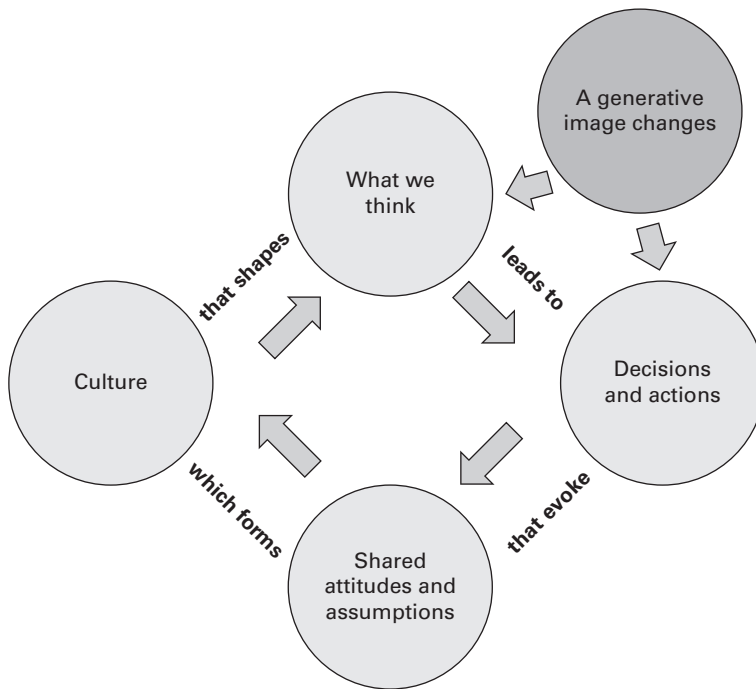 A generative
image changes
What we
think
that shapes
leads to
Culture
Decisions
and actions
which forms
that evoke
Shared
attitudes and
assumptions